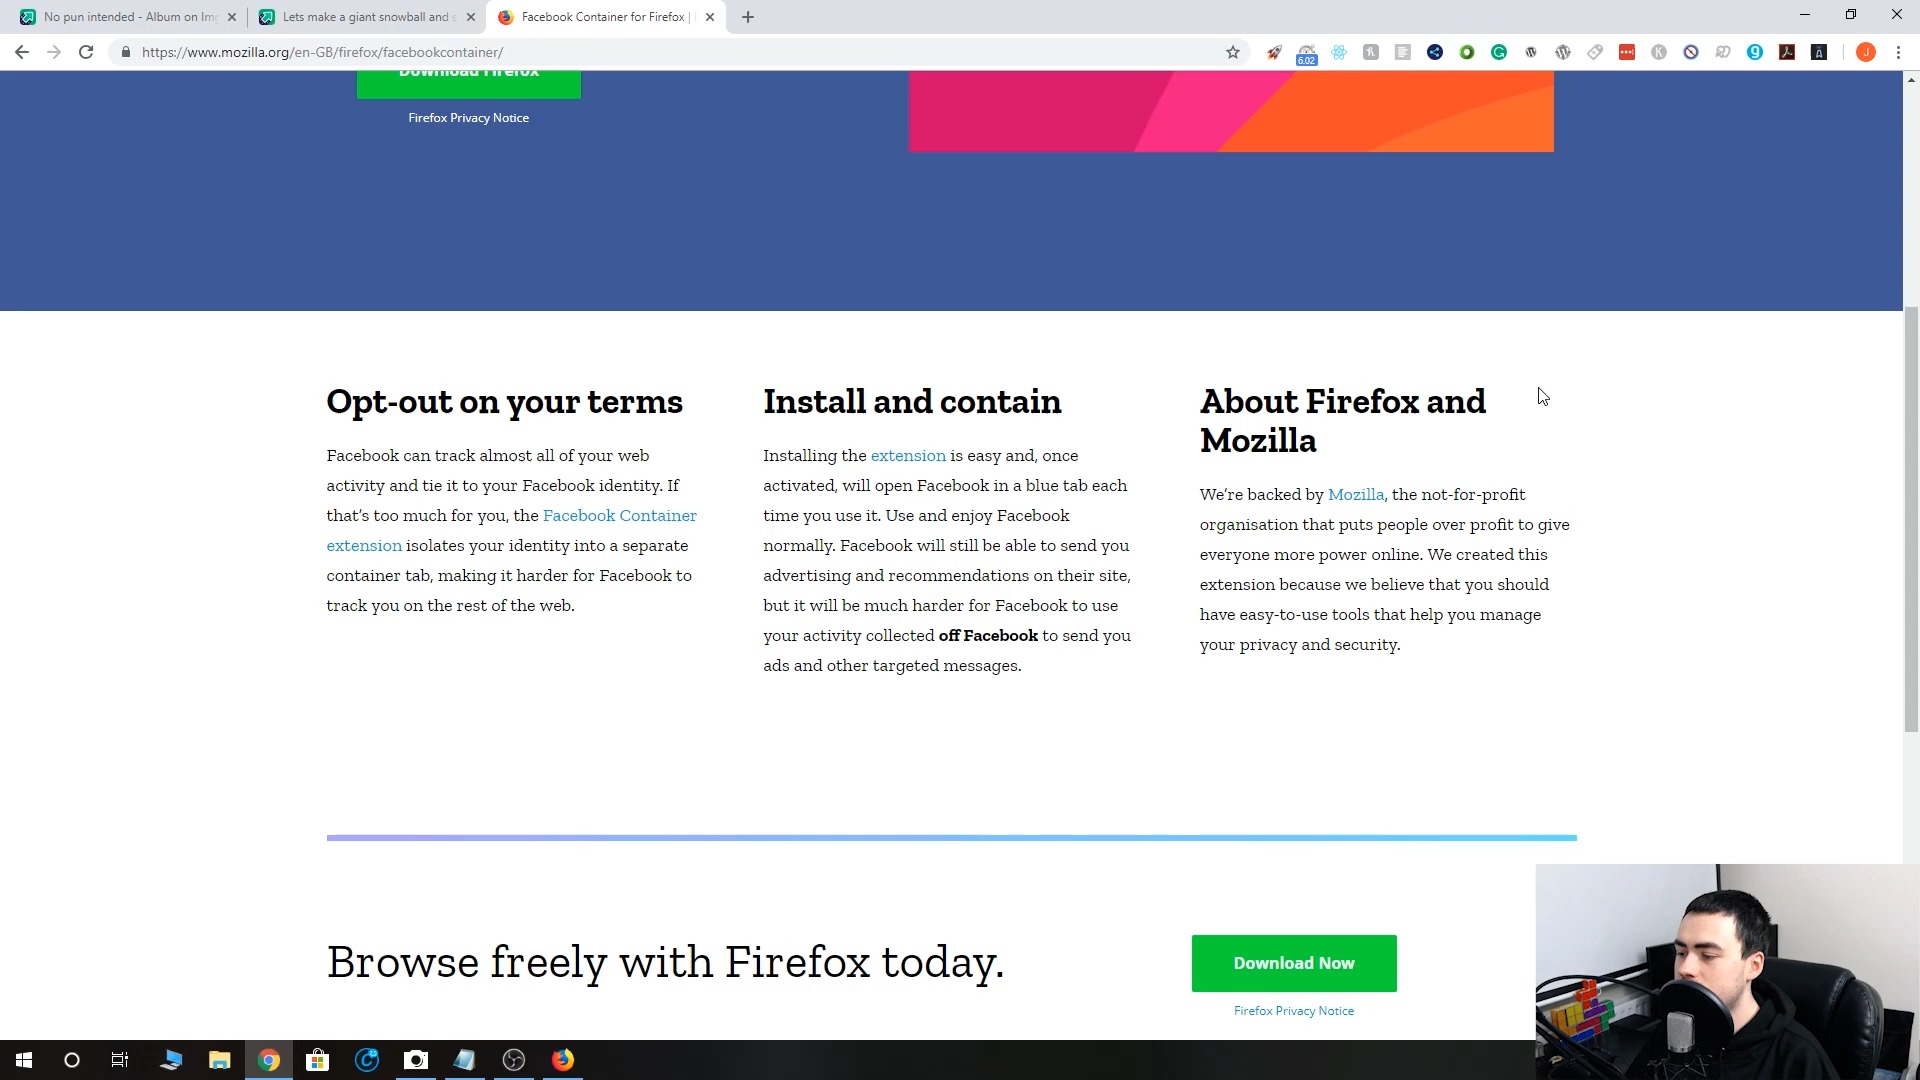 No pun intended - Album on Im
Lets make a giant snowball and
Facebook Container for Firefox |
https://www.mozilla.org/en-GB/firefox/facebookcontainer/
6.02
J
Download Firefox
Firefox Privacy Notice
Opt-out on your terms
Facebook can track almost all of your web
activity and tie it to your Facebook identity. If
that’s too much for you, the Facebook Container
extension isolates your identity into a separate
container tab, making it harder for Facebook to
track you on the rest of the web.
Install and contain
Installing the extension is easy and, once
activated, will open Facebook in a blue tab each
time you use it. Use and enjoy Facebook
normally. Facebook will still be able to send you
advertising and recommendations on their site,
but it will be much harder for Facebook to use
your activity collected off Facebook to send you
ads and other targeted messages.
About Firefox and
Mozilla
We’re backed by Mozilla, the not-for-profit
organisation that puts people over profit to give
everyone more power online. We created this
extension because we believe that you should
have easy-to-use tools that help you manage
your privacy and security.
Browse freely with Firefox today.
Download Now
Firefox Privacy Notice